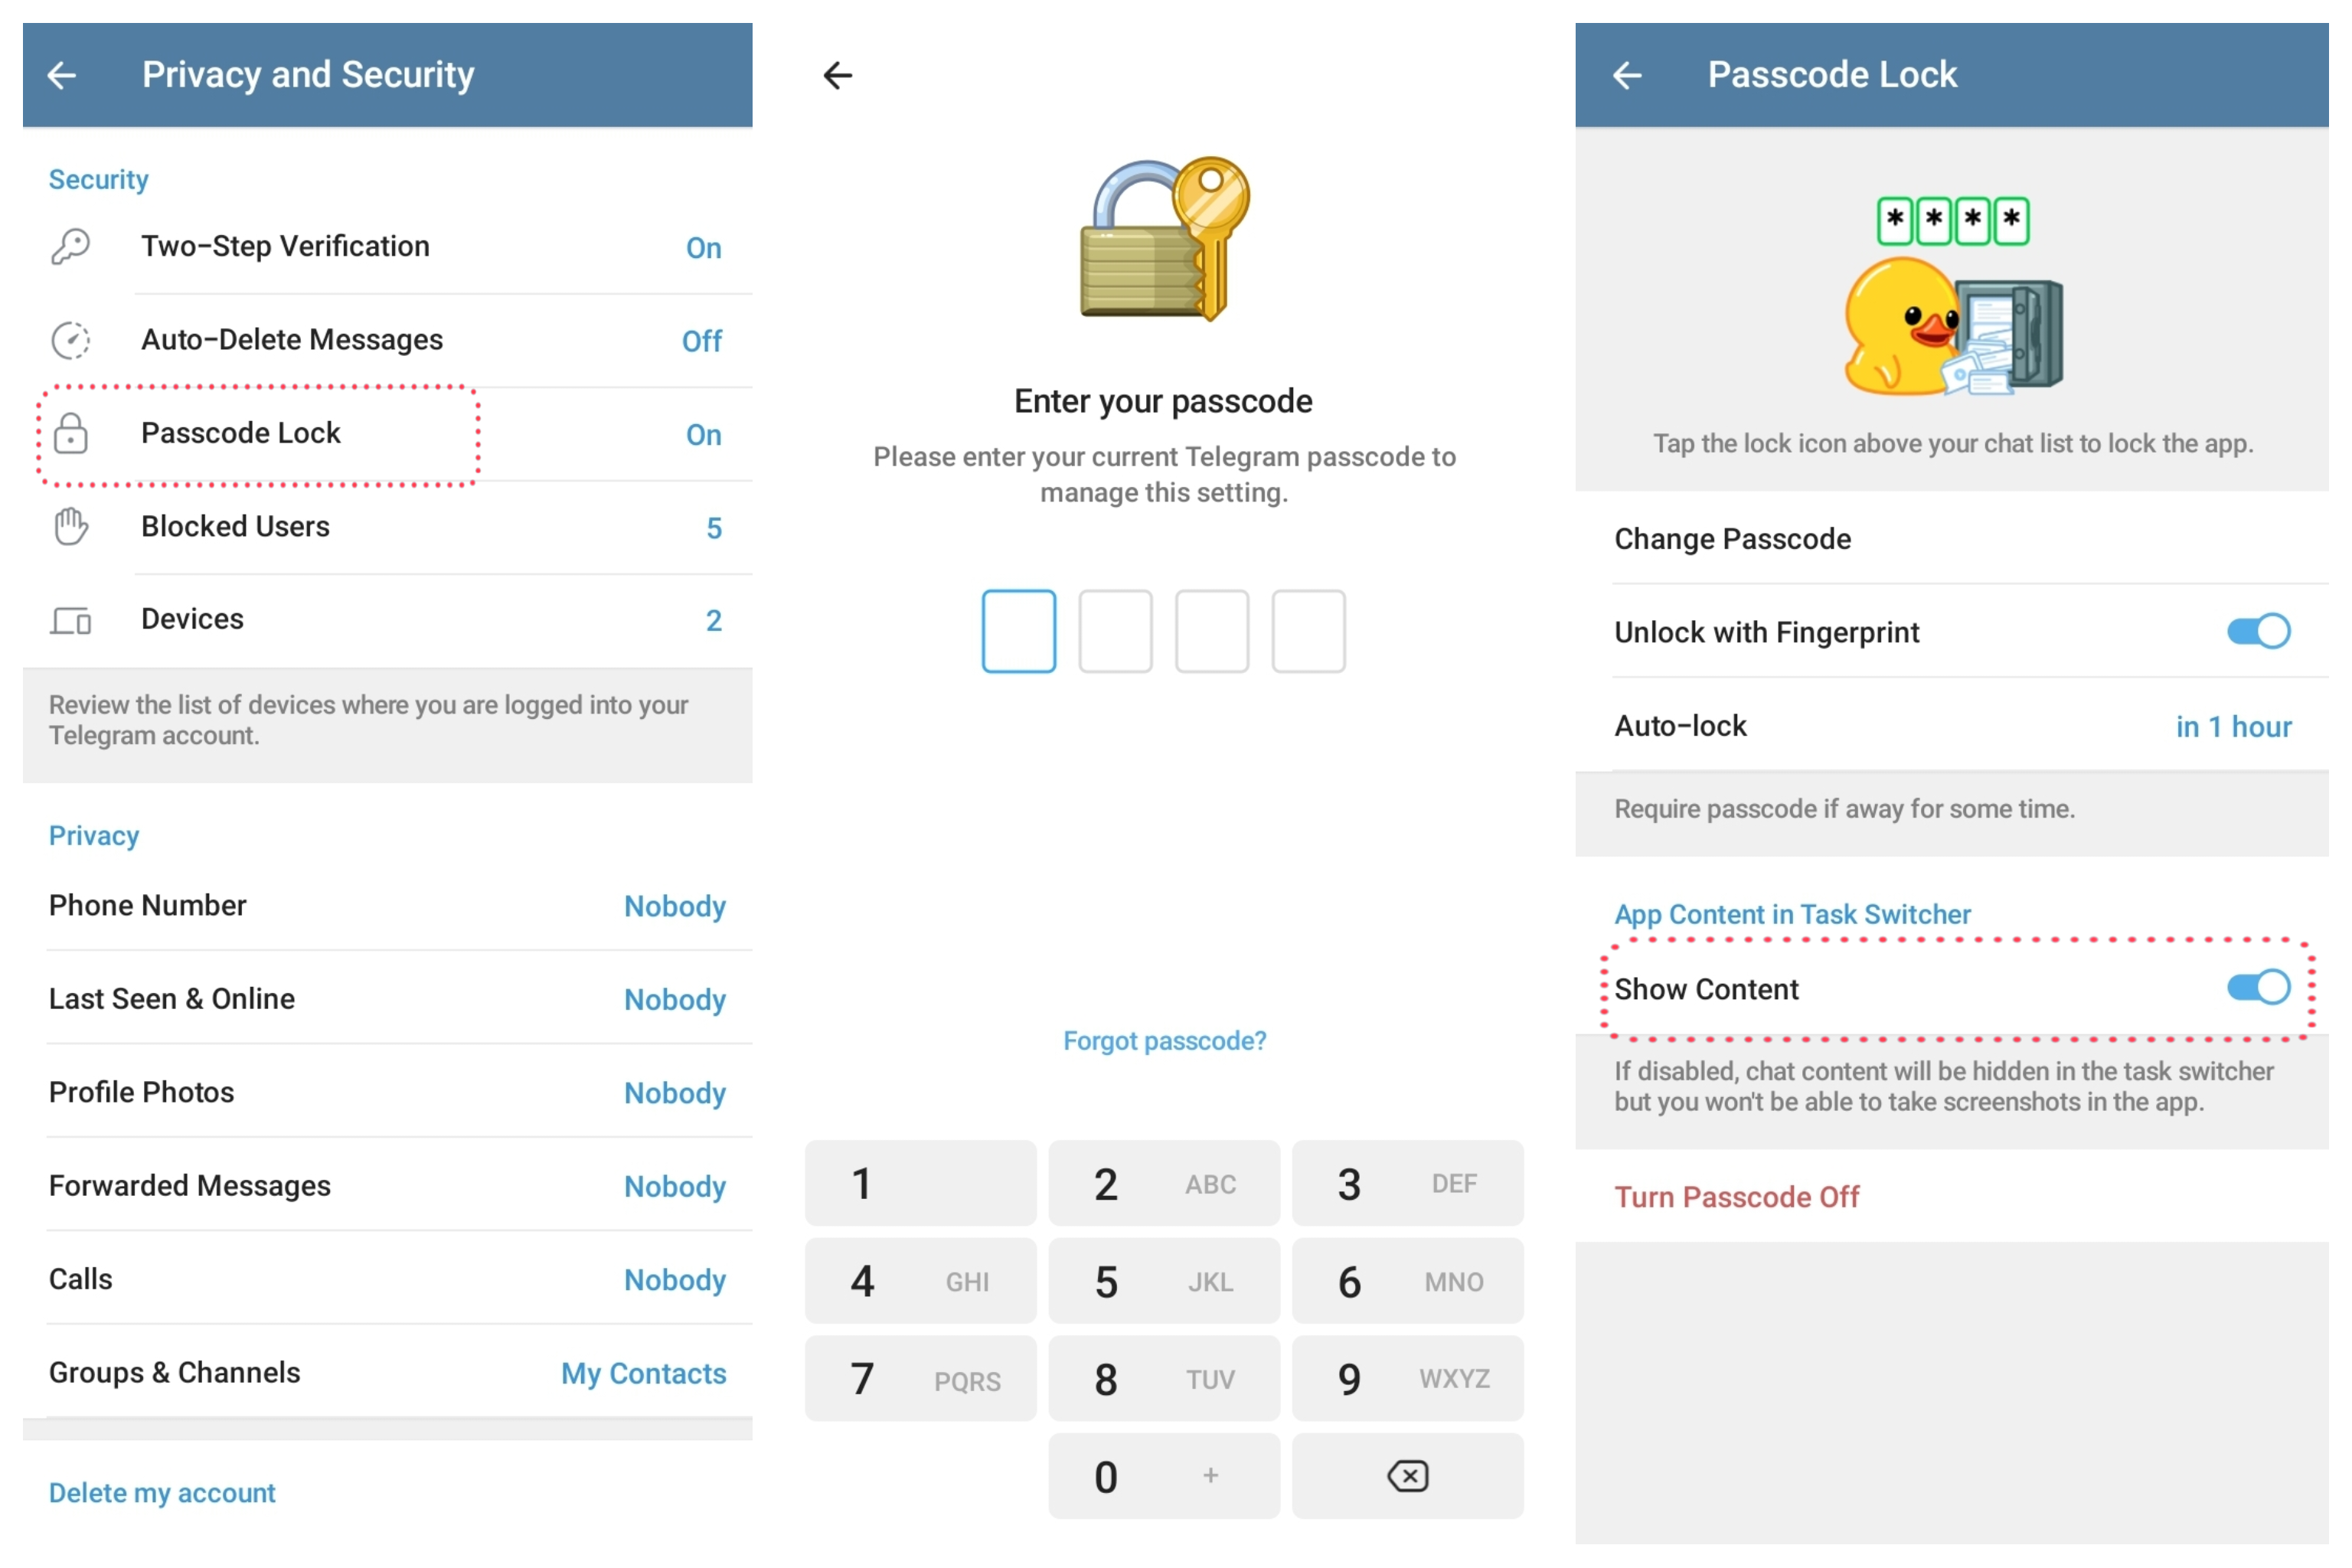 Privacy and Security
Security
Two-Step Verification On
Auto-Delete Messages Off
Passcode Lock On
Blocked Users 5
Devices 2
Review the list of devices where you are logged into your
Telegram account.
Privacy
Phone Number Nobody
Last Seen & Online Nobody
Profile Photos Nobody
Forwarded Messages Nobody
Calls Nobody
Groups & Channels My Contacts
Delete my account
Enter your passcode
Please enter your current Telegram passcode to
manage this setting.
Forgot passcode?
1 2 ABC 3 DEF
4 GHI 5 JKL 6 MNO
7 PQRS 8 TUV 9 WXYZ
0 +
Passcode Lock
* * * *
Tap the lock icon above your chat list to lock the app.
Change Passcode
Unlock with Fingerprint
Auto-lock in 1 hour
Require passcode if away for some time.
App Content in Task Switcher
Show Content
If disabled, chat content will be hidden in the task switcher
but you won't be able to take screenshots in the app.
Turn Passcode Off